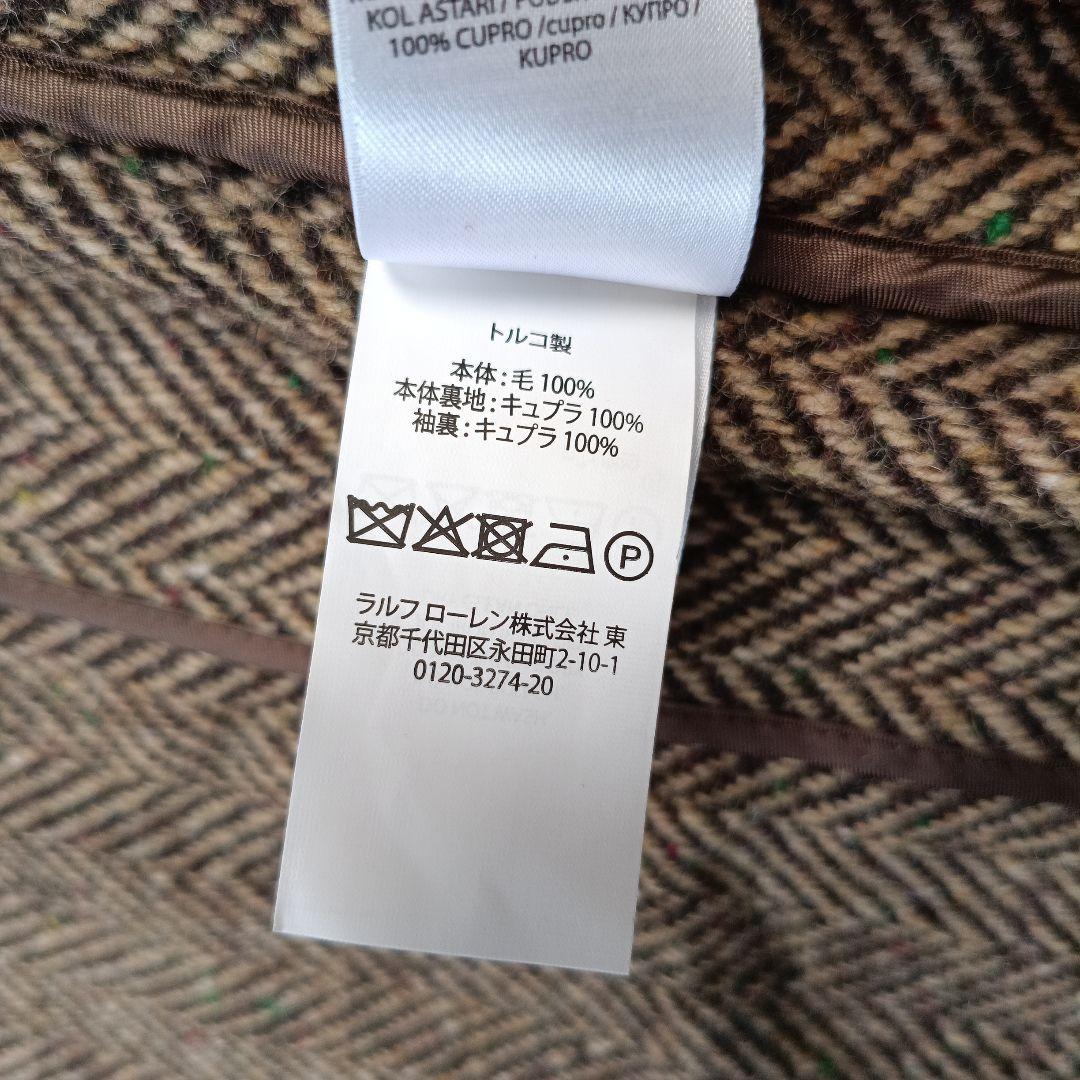 KOL ASTARI /
100% CUPRO /cupro / КУПРО /
KUPRO
トルコ製
本体 : 毛 100%
本体裏地 : キュプラ 100%
袖裏 : キュプラ 100%
P
ラルフ ローレン株式会社 東
京都千代田区永田町2-10-1
0120-3274-20